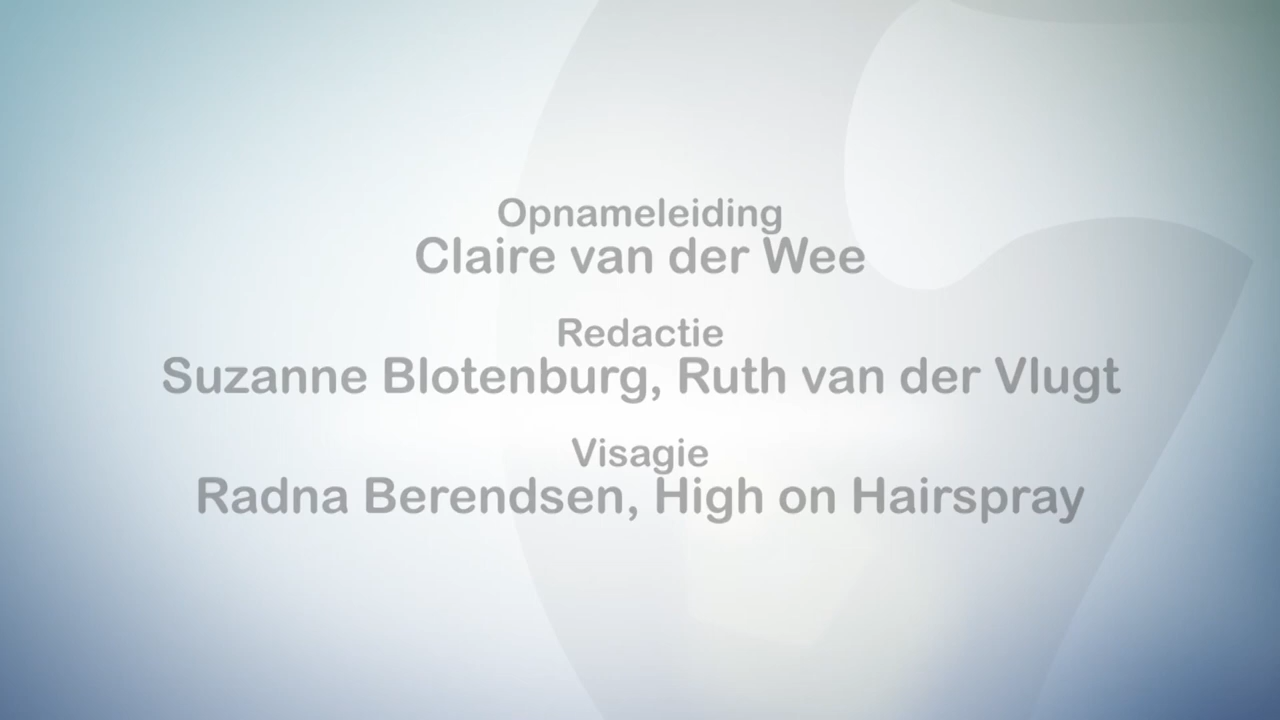 Opnameleiding
Claire van der Wee
Redactie
Suzanne Blotenburg, Ruth van der Vlugt
Visagie
Radna Berendsen, High on Hairspray